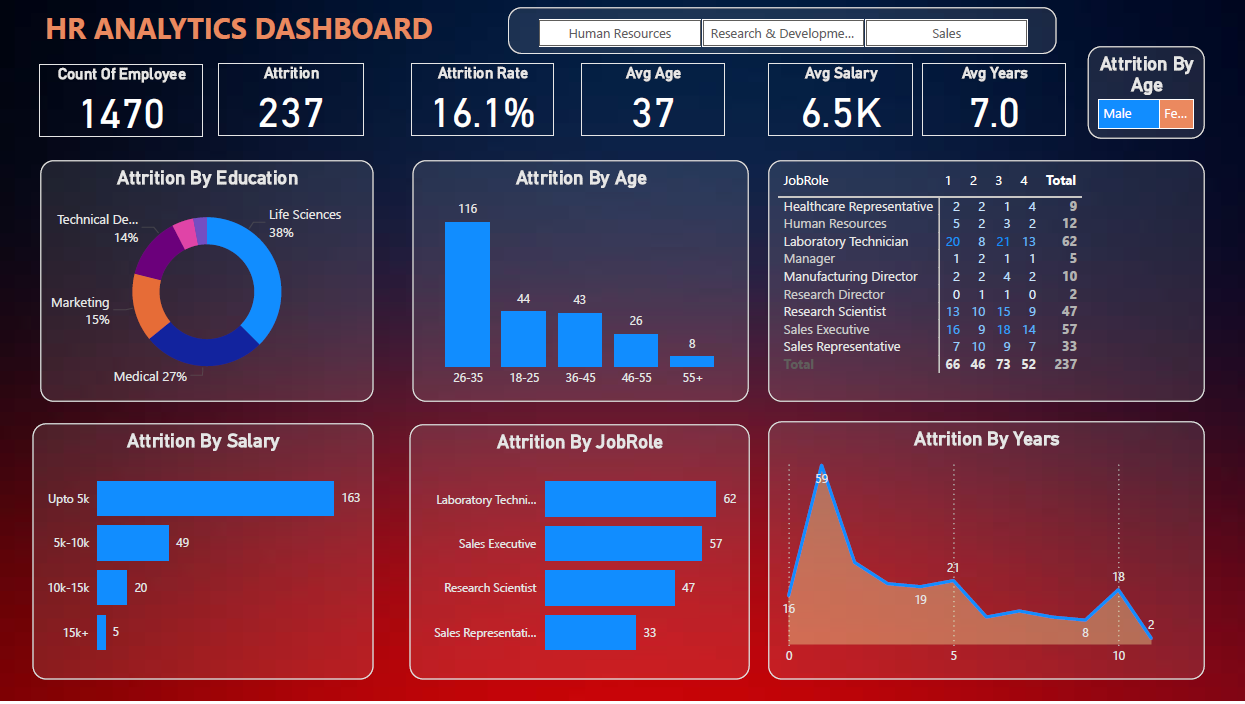 HR ANALYTICS DASHBOARD
Human Resources
Research & Developme...
Sales
Count Of Employee
1470
Attrition
237
Attrition Rate
16.1%
Avg Age
37
Avg Salary
6.5K
Avg Years
7.0
Attrition By
Age
Male
Fe...
Attrition By Education
Life Sciences
38%
Technical De...
14%
Marketing
15%
Medical 27%
Attrition By Age
116
44
43
26
8
26-35 18-25 36-45 46-55 55+
JobRole 1 2 3 4 Total
Healthcare Representative 2 2 1 4 9
Human Resources 5 2 3 2 12
Laboratory Technician 20 8 21 13 62
Manager 1 2 1 1 5
Manufacturing Director 2 2 4 2 10
Research Director 0 1 1 0 2
Research Scientist 13 10 15 9 47
Sales Executive 16 9 18 14 57
Sales Representative 7 10 9 7 33
Total 66 46 73 52 237
Attrition By Salary
Upto 5k 163
5k-10k 49
10k-15k 20
15k+ 5
Attrition By JobRole
Laboratory Techni... 62
Sales Executive 57
Research Scientist 47
Sales Representati... 33
Attrition By Years
59
21
18
19
16
2
8
0 5 10